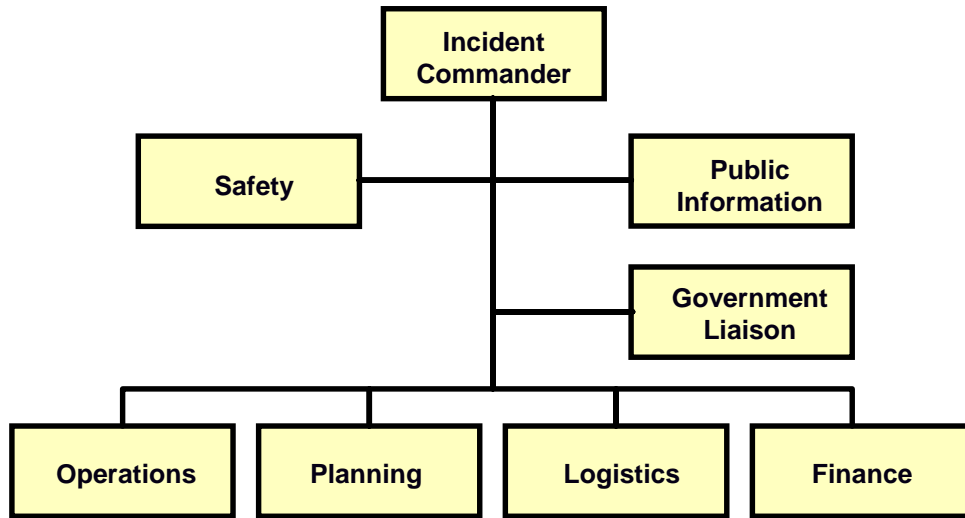 Incident
Commander
Safety
Public
Information
Government
Liaison
Operations
Planning
Logistics
Finance